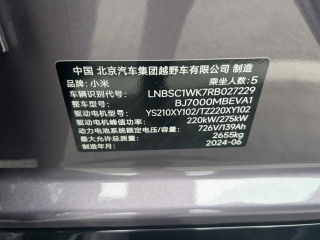 中国 北京汽车集团越野车有限公司 制造
品牌：小米 乘坐人数：5
车辆识别代号： LNBSC1WK7RB027229
整车型号： BJ7000MBEVA1
驱动电机型号： YS210XY102/TZ220XY102
驱动电机峰值功率： 220kW/275kW
动力电池系统额定电压/容量： 726V/139Ah
最大允许总质量： 2655kg
制造年月： 2024-06